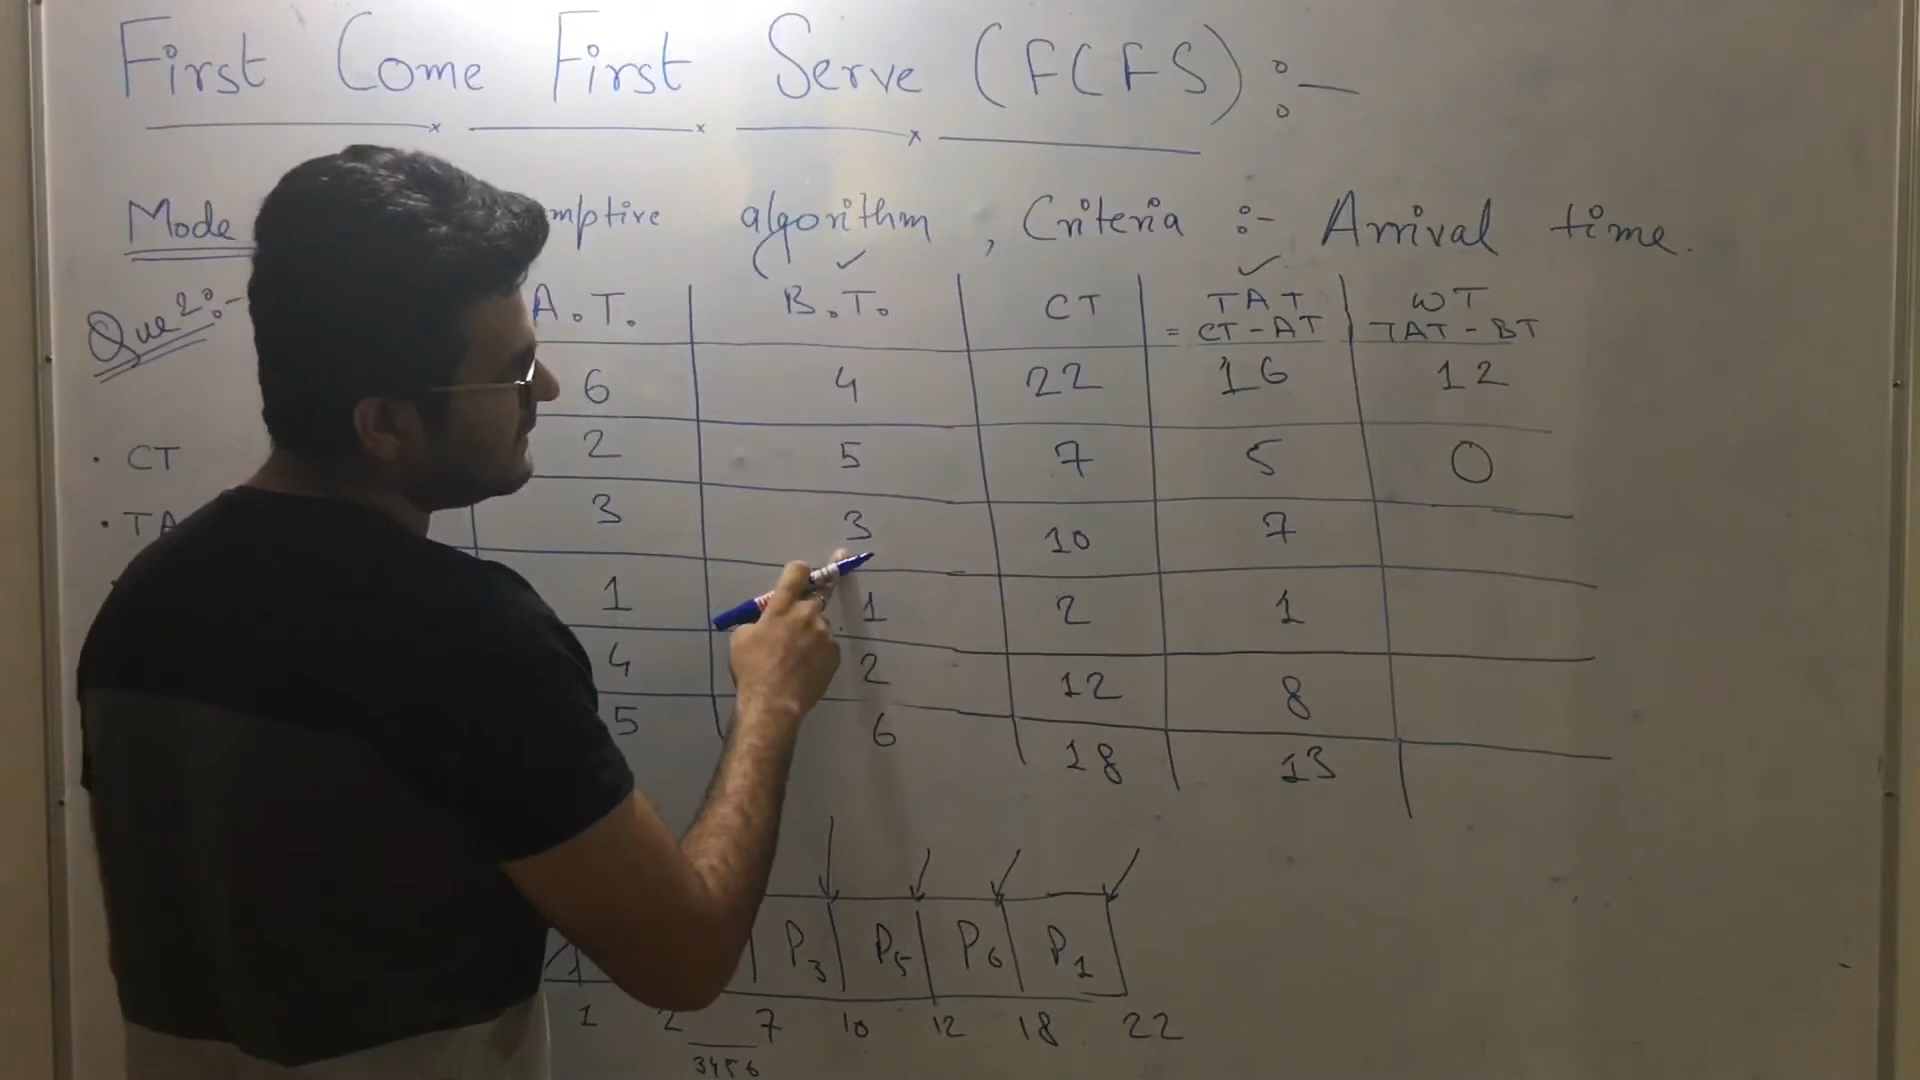 First Come First Serve (FCFS) :-
Mode mptive algorithm, Criteria :- Arrival time.
Que 2 :-
A.T. B.T. CT TAT = CT - AT WT TAT - BT
6 4 22 16 12
• CT 2 5 7 5 0
• TA 3 3 10 7
1 1 2 1
4 2 12 8
5 6 18 13
P3 P5 P6 P1
1 2 7 10 12 18 22
3456